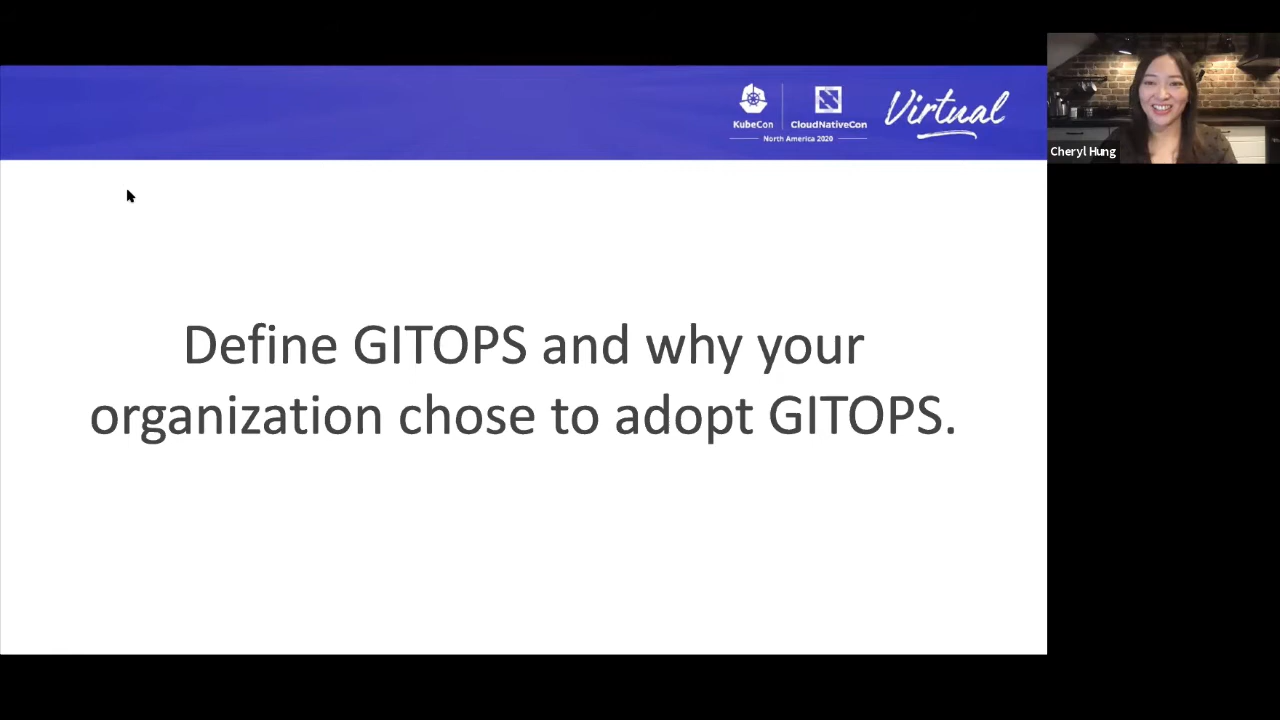 KubeCon
CloudNativeCon
North America 2020
Virtual
Cheryl Hung
Define GITOPS and why your
organization chose to adopt GITOPS.